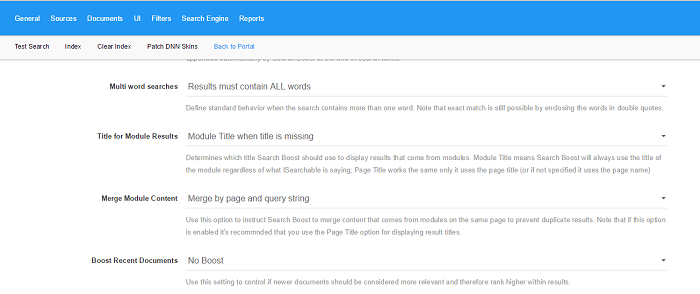 General Sources Documents UI Filters Search Engine Reports
Test Search Index Clear Index Patch DNN Skins Back to Portal
Multi word searches Results must contain ALL words
Define standard behavior when the search contains more than one word. Note that exact match is still possible by enclosing the words in double quotes.
Title for Module Results Module Title when title is missing
Determines which title Search Boost should use to display results that come from modules. Module Title means Search Boost will always use the title
of the module regardless of what ISearchable is saying; Page Title works the same only it uses the page title (or if not specified it uses the page name)
Merge Module Content Merge by page and query string
Use this option to instruct Search Boost to merge content that comes from modules on the same page to prevent duplicate results. Note that if this option
is enabled it's recommnded that you use the Page Title option for displaying result titles.
Boost Recent Documents No Boost
Use this setting to control if newer documents should be considered more relevant and therefore rank higher within results.